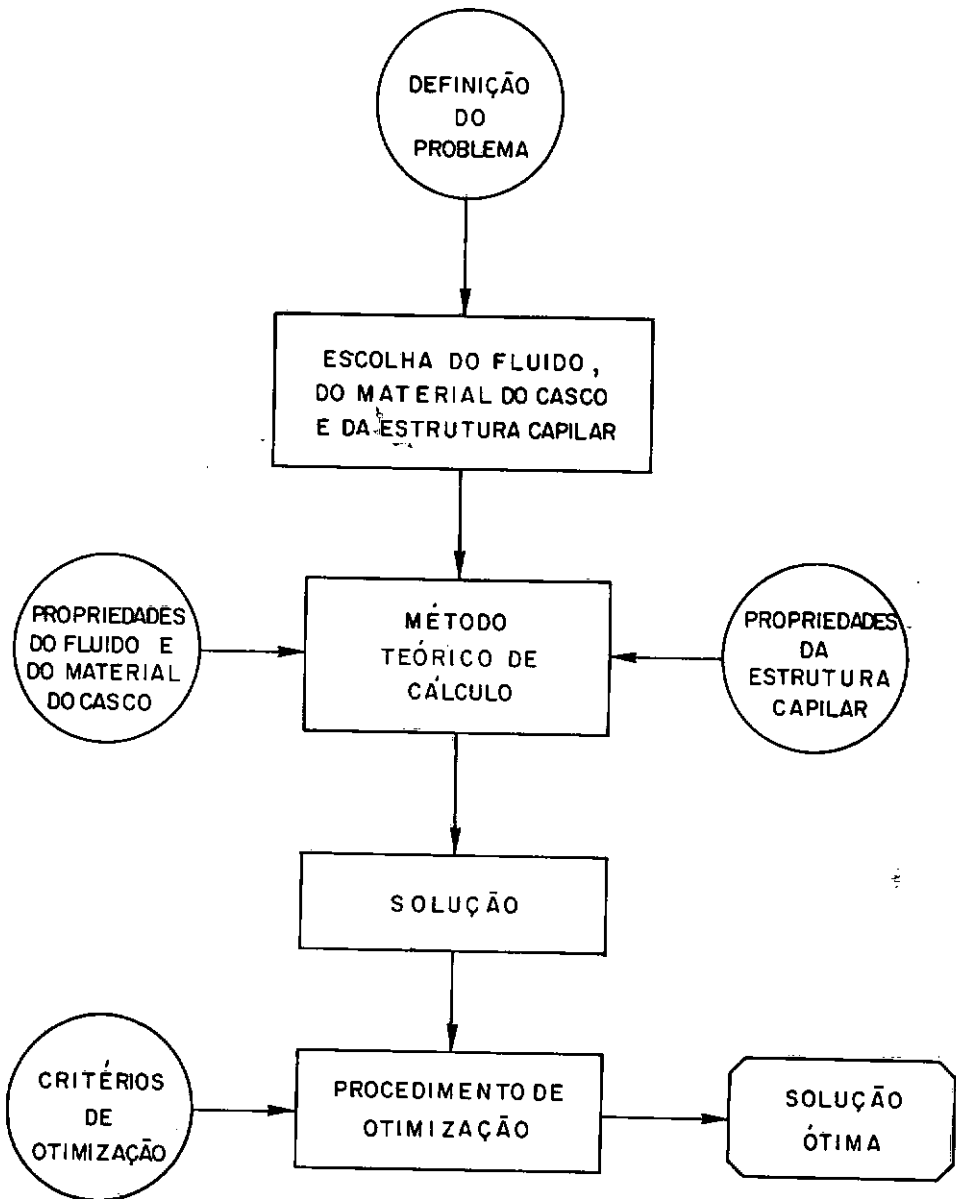 DEFINIÇÃO
DO
PROBLEMA
ESCOLHA DO FLUIDO,
DO MATERIAL DO CASCO
E DA ESTRUTURA CAPILAR
PROPRIEDADES
DO FLUIDO E
DO MATERIAL
DO CASCO
MÉTODO
TEÓRICO DE
CÁLCULO
PROPRIEDADES
DA
ESTRUTURA
CAPILAR
SOLUÇÃO
CRITÉRIOS
DE
OTIMIZAÇÃO
PROCEDIMENTO DE
OTIMIZAÇÃO
SOLUÇÃO
ÓTIMA